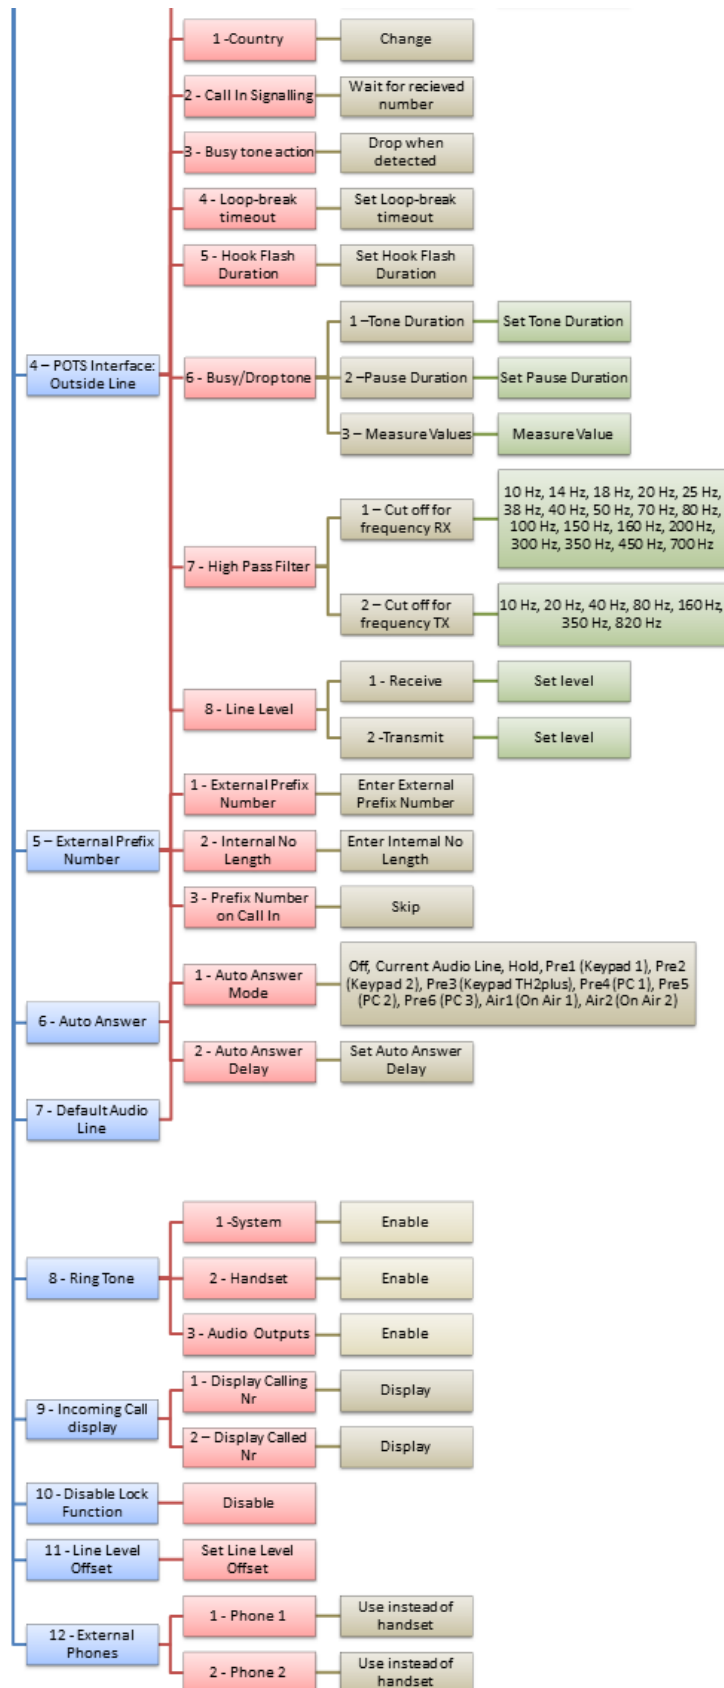 1 -Country
Change
2 - Call In Signalling
Wait for recieved
number
3 - Busy tone action
Drop when
detected
4 - Loop-break
timeout
Set Loop-break
timeout
5 - Hook Flash
Duration
Set Hook Flash
Duration
4 – POTS Interface:
Outside Line
6 - Busy/Drop tone
1 –Tone Duration
Set Tone Duration
2 –Pause Duration
Set Pause Duration
3 – Measure Values
Measure Value
7 - High Pass Filter
1 – Cut off for
frequency RX
10 Hz, 14 Hz, 18 Hz, 20 Hz, 25 Hz,
38 Hz, 40 Hz, 50 Hz, 70 Hz, 80 Hz,
100 Hz, 150 Hz, 160 Hz, 200 Hz,
300 Hz, 350 Hz, 450 Hz, 700 Hz
2 – Cut off for
frequency TX
10 Hz, 20 Hz, 40 Hz, 80 Hz, 160 Hz,
350 Hz, 820 Hz
8 - Line Level
1 - Receive
Set level
2 -Transmit
Set level
5 – External Prefix
Number
1 - External Prefix
Number
Enter External
Prefix Number
2 - Internal No
Length
Enter Internal No
Length
3 - Prefix Number
on Call In
Skip
6 - Auto Answer
1 - Auto Answer
Mode
Off, Current Audio Line, Hold, Pre1 (Keypad 1), Pre2
(Keypad 2), Pre3 (Keypad TH2plus), Pre4 (PC 1), Pre5
(PC 2), Pre6 (PC 3), Air1 (On Air 1), Air2 (On Air 2)
2 - Auto Answer
Delay
Set Auto Answer
Delay
7 - Default Audio
Line
8 - Ring Tone
1 -System
Enable
2 - Handset
Enable
3 - Audio Outputs
Enable
9 - Incoming Call
display
1 - Display Calling
Nr
Display
2 – Display Called
Nr
Display
10 - Disable Lock
Function
Disable
11 - Line Level
Offset
Set Line Level
Offset
12 - External
Phones
1 - Phone 1
Use instead of
handset
2 - Phone 2
Use instead of
handset